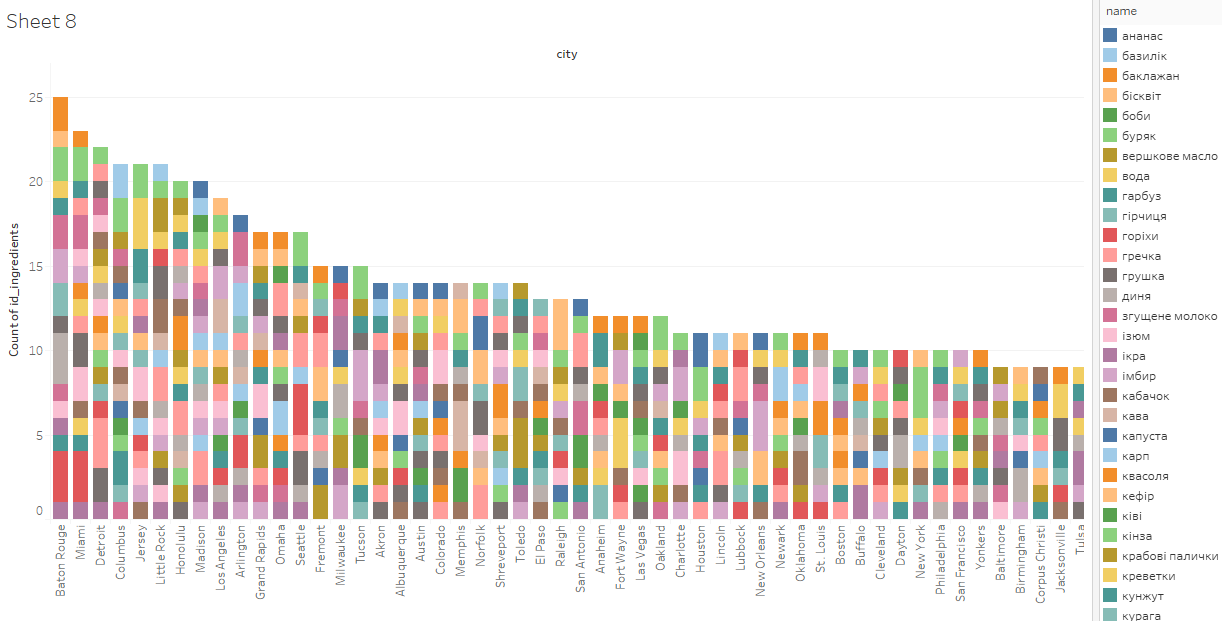 Sheet 8
city
Count of id_ingredients
25
20
15
10
5
0
Baton Rouge
Miami
Detroit
Columbus
Jersey
Little Rock
Honolulu
Madison
Los Angeles
Arlington
Grand Rapids
Omaha
Seattle
Fremont
Milwaukee
Tucson
Akron
Albuquerque
Austin
Colorado
Memphis
Norfolk
Shreveport
Toledo
El Paso
Raleigh
San Antonio
Anaheim
Fort Wayne
Las Vegas
Oakland
Charlotte
Houston
Lincoln
Lubbock
New Orleans
Newark
Oklahoma
St. Louis
Boston
Buffalo
Cleveland
Dayton
New York
Philadelphia
San Francisco
Yonkers
Baltimore
Birmingham
Corpus Christi
Jacksonville
Tulsa
name
ананас
базилік
баклажан
бісквіт
боби
буряк
вершкове масло
вода
гарбуз
гірчиця
горіхи
гречка
грушка
диня
згущене молоко
ізюм
ікра
імбир
кабачок
кава
капуста
карп
квасоля
кефір
ківі
кінза
крабові палички
креветки
кунжут
курага